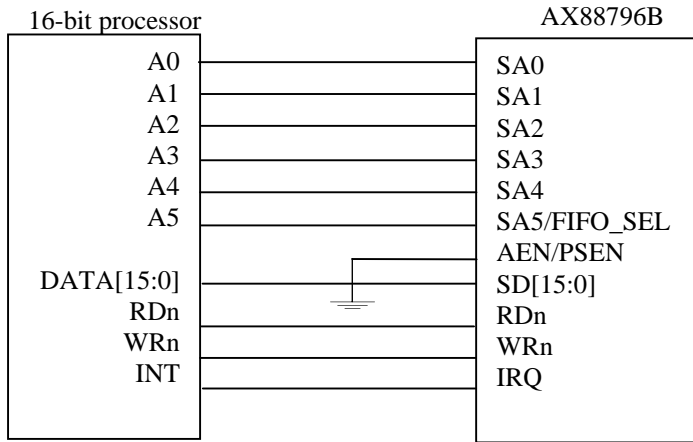 16-bit processor
AX88796B
A0
A1
A2
A3
A4
A5
DATA[15:0]
RDn
WRn
INT
SA0
SA1
SA2
SA3
SA4
SA5/FIFO_SEL
AEN/PSEN
SD[15:0]
RDn
WRn
IRQ